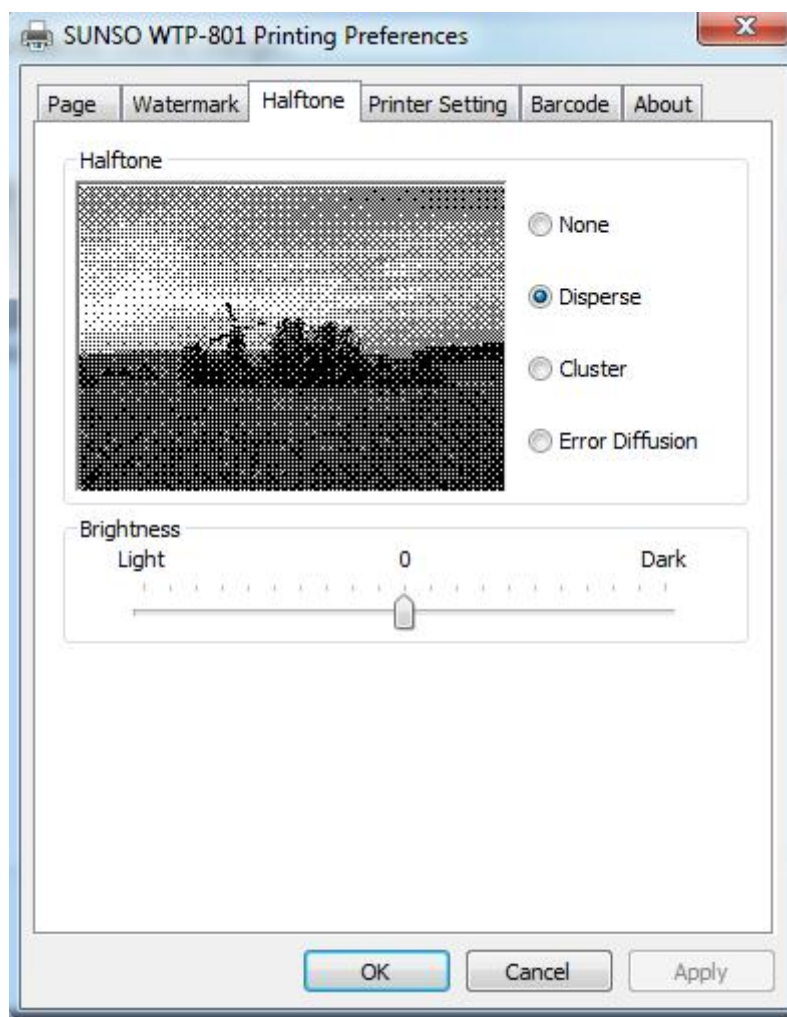 SUNSO WTP-801 Printing Preferences
Page Watermark Halftone Printer Setting Barcode About
Halftone
None
Disperse
Cluster
Error Diffusion
Brightness
Light 0 Dark
OK Cancel Apply